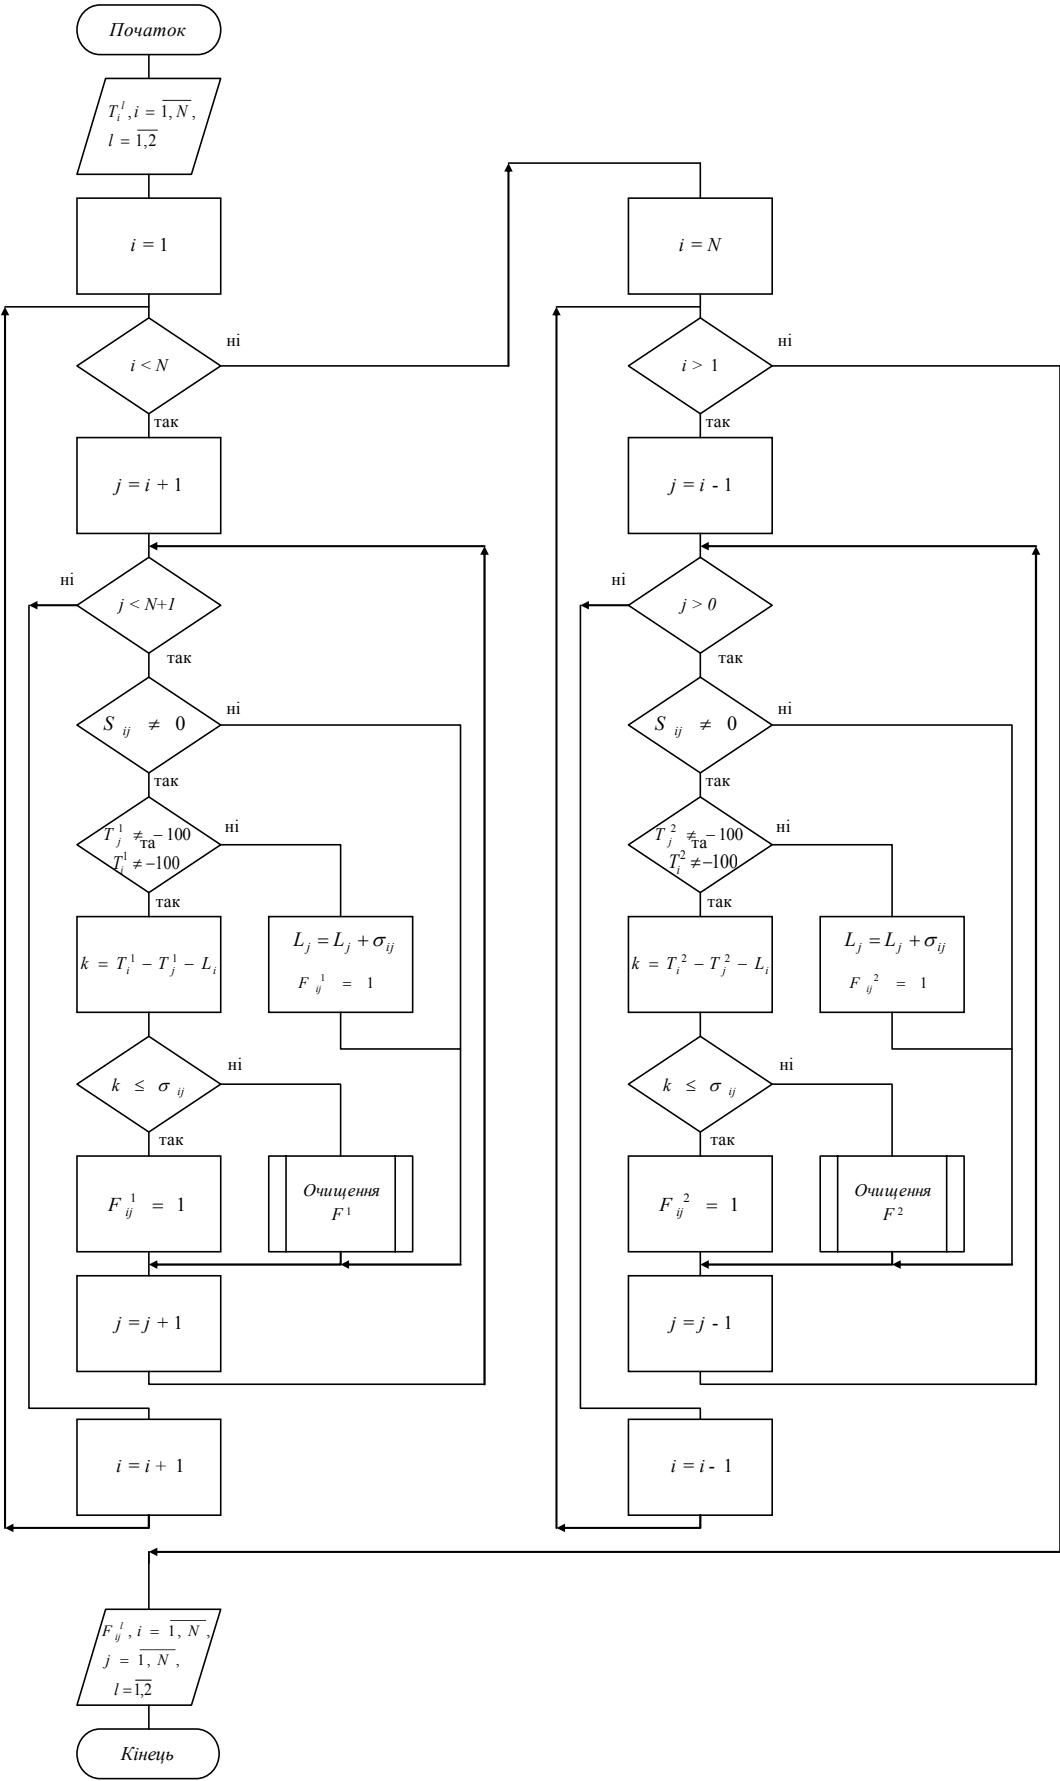 Початок
T_i^l, i = 1, N,
l = 1,2
i = 1
i < N
ні
так
j = i + 1
j < N+1
ні
так
S_ij ≠ 0
ні
так
T_j^1 ≠ −100
та
T_i^1 ≠ −100
ні
так
k = T_i^1 − T_j^1 − L_i
L_j = L_j + σ_ij
F_ij^1 = 1
k ≤ σ_ij
ні
так
F_ij^1 = 1
Очищення
F^1
j = j + 1
i = i + 1
i = N
i > 1
ні
так
j = i - 1
j > 0
ні
так
S_ij ≠ 0
ні
так
T_j^2 ≠ −100
та
T_i^2 ≠ −100
ні
так
k = T_i^2 − T_j^2 − L_i
L_j = L_j + σ_ij
F_ij^2 = 1
k ≤ σ_ij
ні
так
F_ij^2 = 1
Очищення
F^2
j = j - 1
i = i - 1
F_ij^l, i = 1, N,
j = 1, N,
l = 1,2
Кінець